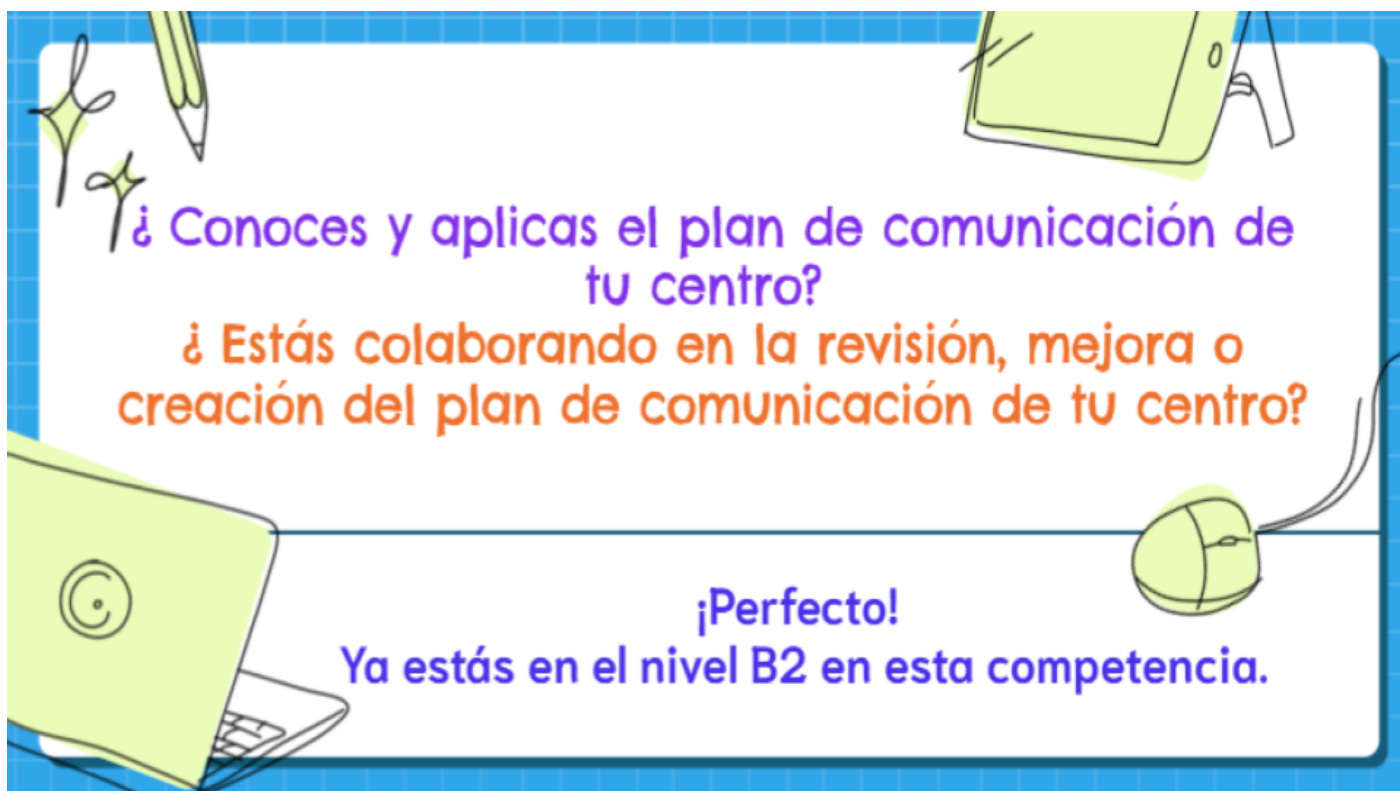 ¿ Conoces y aplicas el plan de comunicación de
tu centro?
¿ Estás colaborando en la revisión, mejora o
creación del plan de comunicación de tu centro?
¡Perfecto!
Ya estás en el nivel B2 en esta competencia.